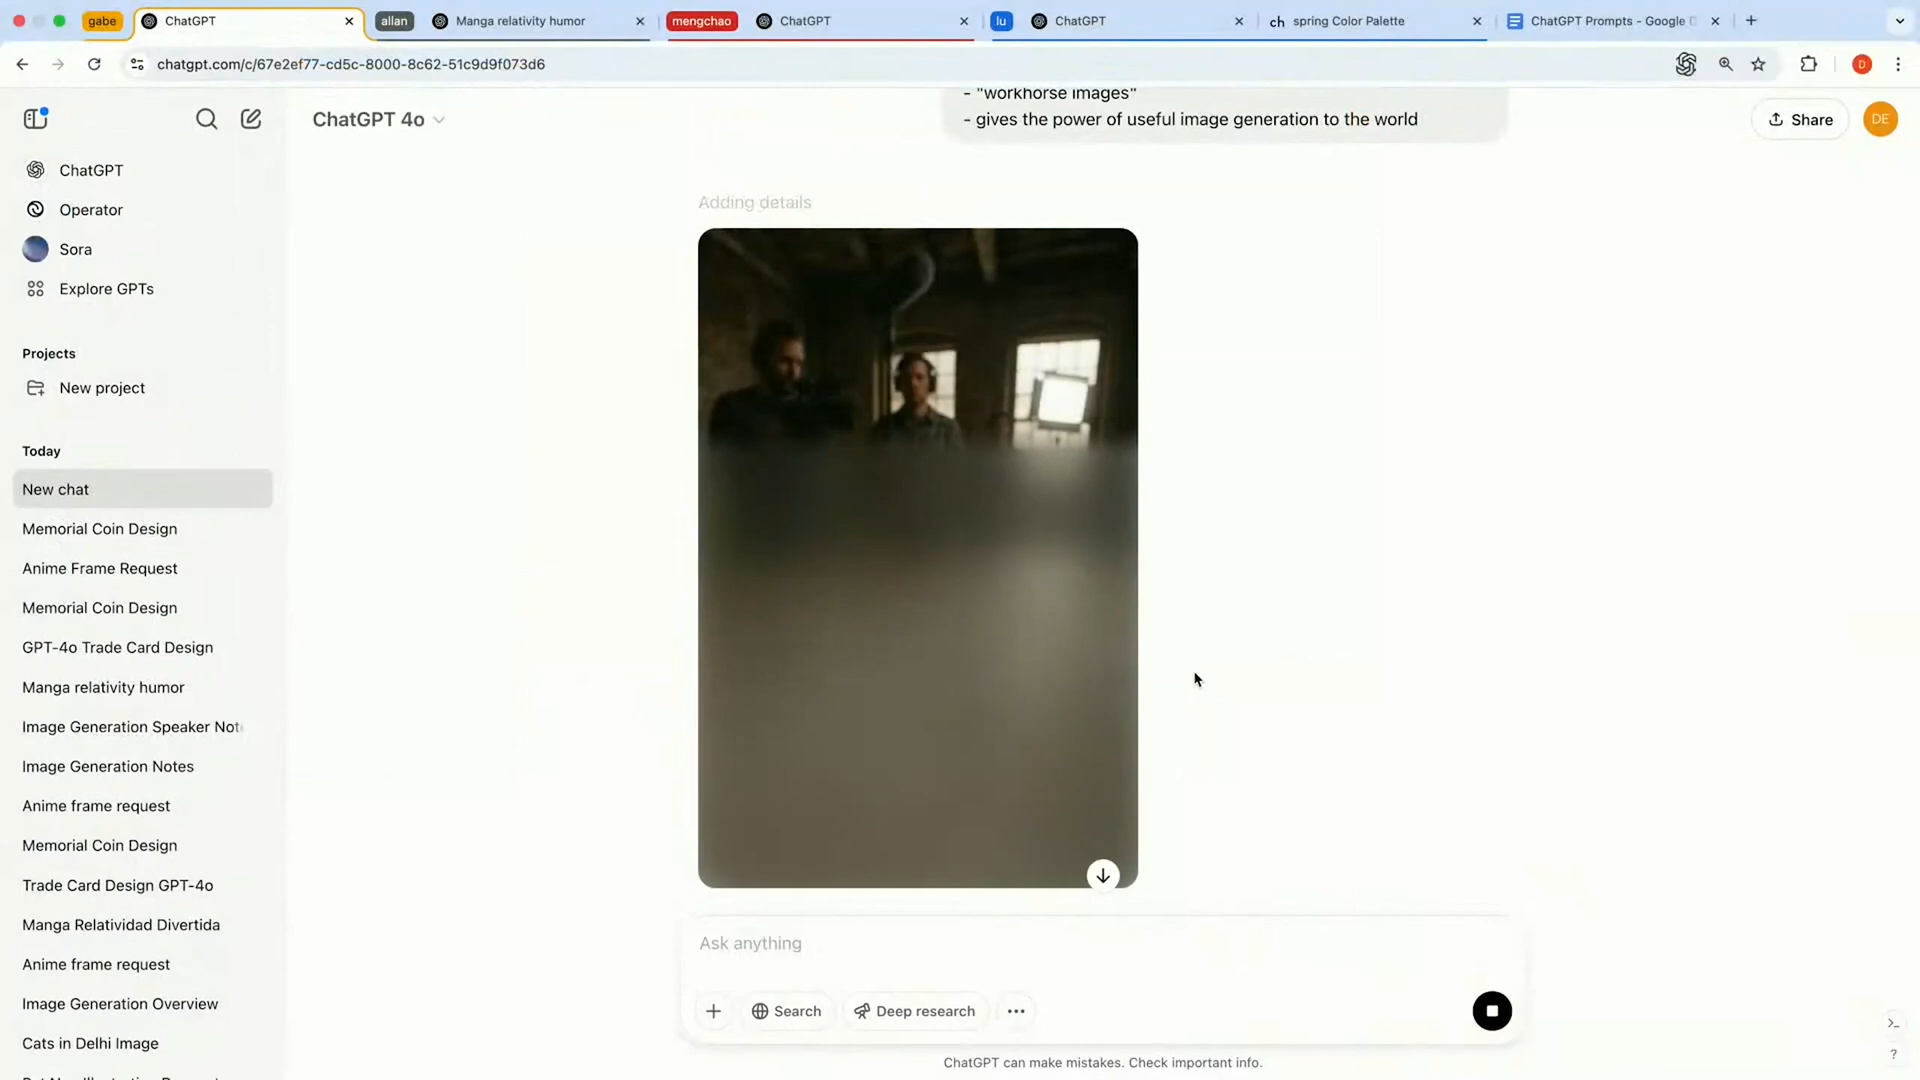 gabe
ChatGPT
allan
Manga relativity humor
mengchao
ChatGPT
lu
ChatGPT
ch
spring Color Palette
ChatGPT Prompts - Google
chatgpt.com/c/67e2ef77-cd5c-8000-8c62-51c9d9f073d6
D
ChatGPT 4o
- "workhorse images"
- gives the power of useful image generation to the world
Share
DE
ChatGPT
Operator
Sora
Explore GPTs
Projects
New project
Today
New chat
Memorial Coin Design
Anime Frame Request
Memorial Coin Design
GPT-4o Trade Card Design
Manga relativity humor
Image Generation Speaker Not
Image Generation Notes
Anime frame request
Memorial Coin Design
Trade Card Design GPT-4o
Manga Relatividad Divertida
Anime frame request
Image Generation Overview
Cats in Delhi Image
Adding details
Ask anything
Search
Deep research
ChatGPT can make mistakes. Check important info.
?